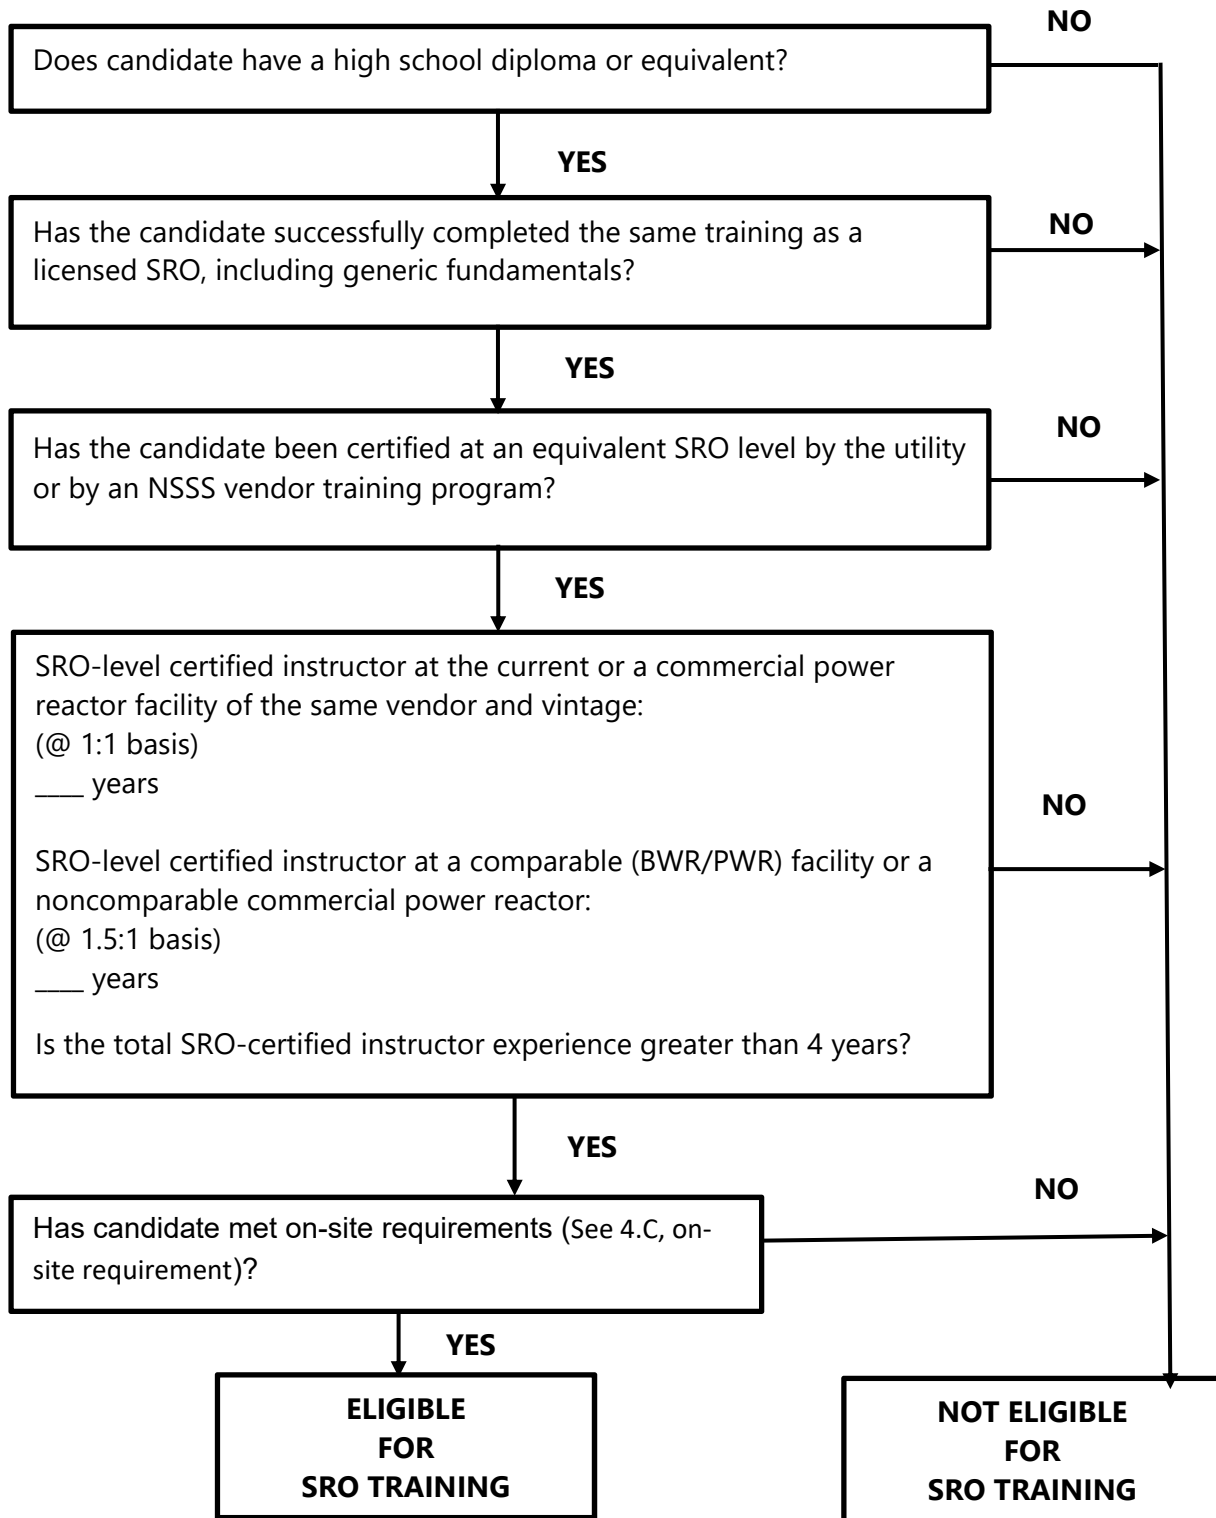 NO
Does candidate have a high school diploma or equivalent?
YES
Has the candidate successfully completed the same training as a
licensed SRO, including generic fundamentals?
NO
YES
Has the candidate been certified at an equivalent SRO level by the utility
or by an NSSS vendor training program?
NO
YES
SRO-level certified instructor at the current or a commercial power
reactor facility of the same vendor and vintage:
(@ 1:1 basis)
____ years
SRO-level certified instructor at a comparable (BWR/PWR) facility or a
noncomparable commercial power reactor:
(@ 1.5:1 basis)
____ years
Is the total SRO-certified instructor experience greater than 4 years?
NO
YES
Has candidate met on-site requirements (See 4.C, on-
site requirement)?
NO
YES
ELIGIBLE
FOR
SRO TRAINING
NOT ELIGIBLE
FOR
SRO TRAINING